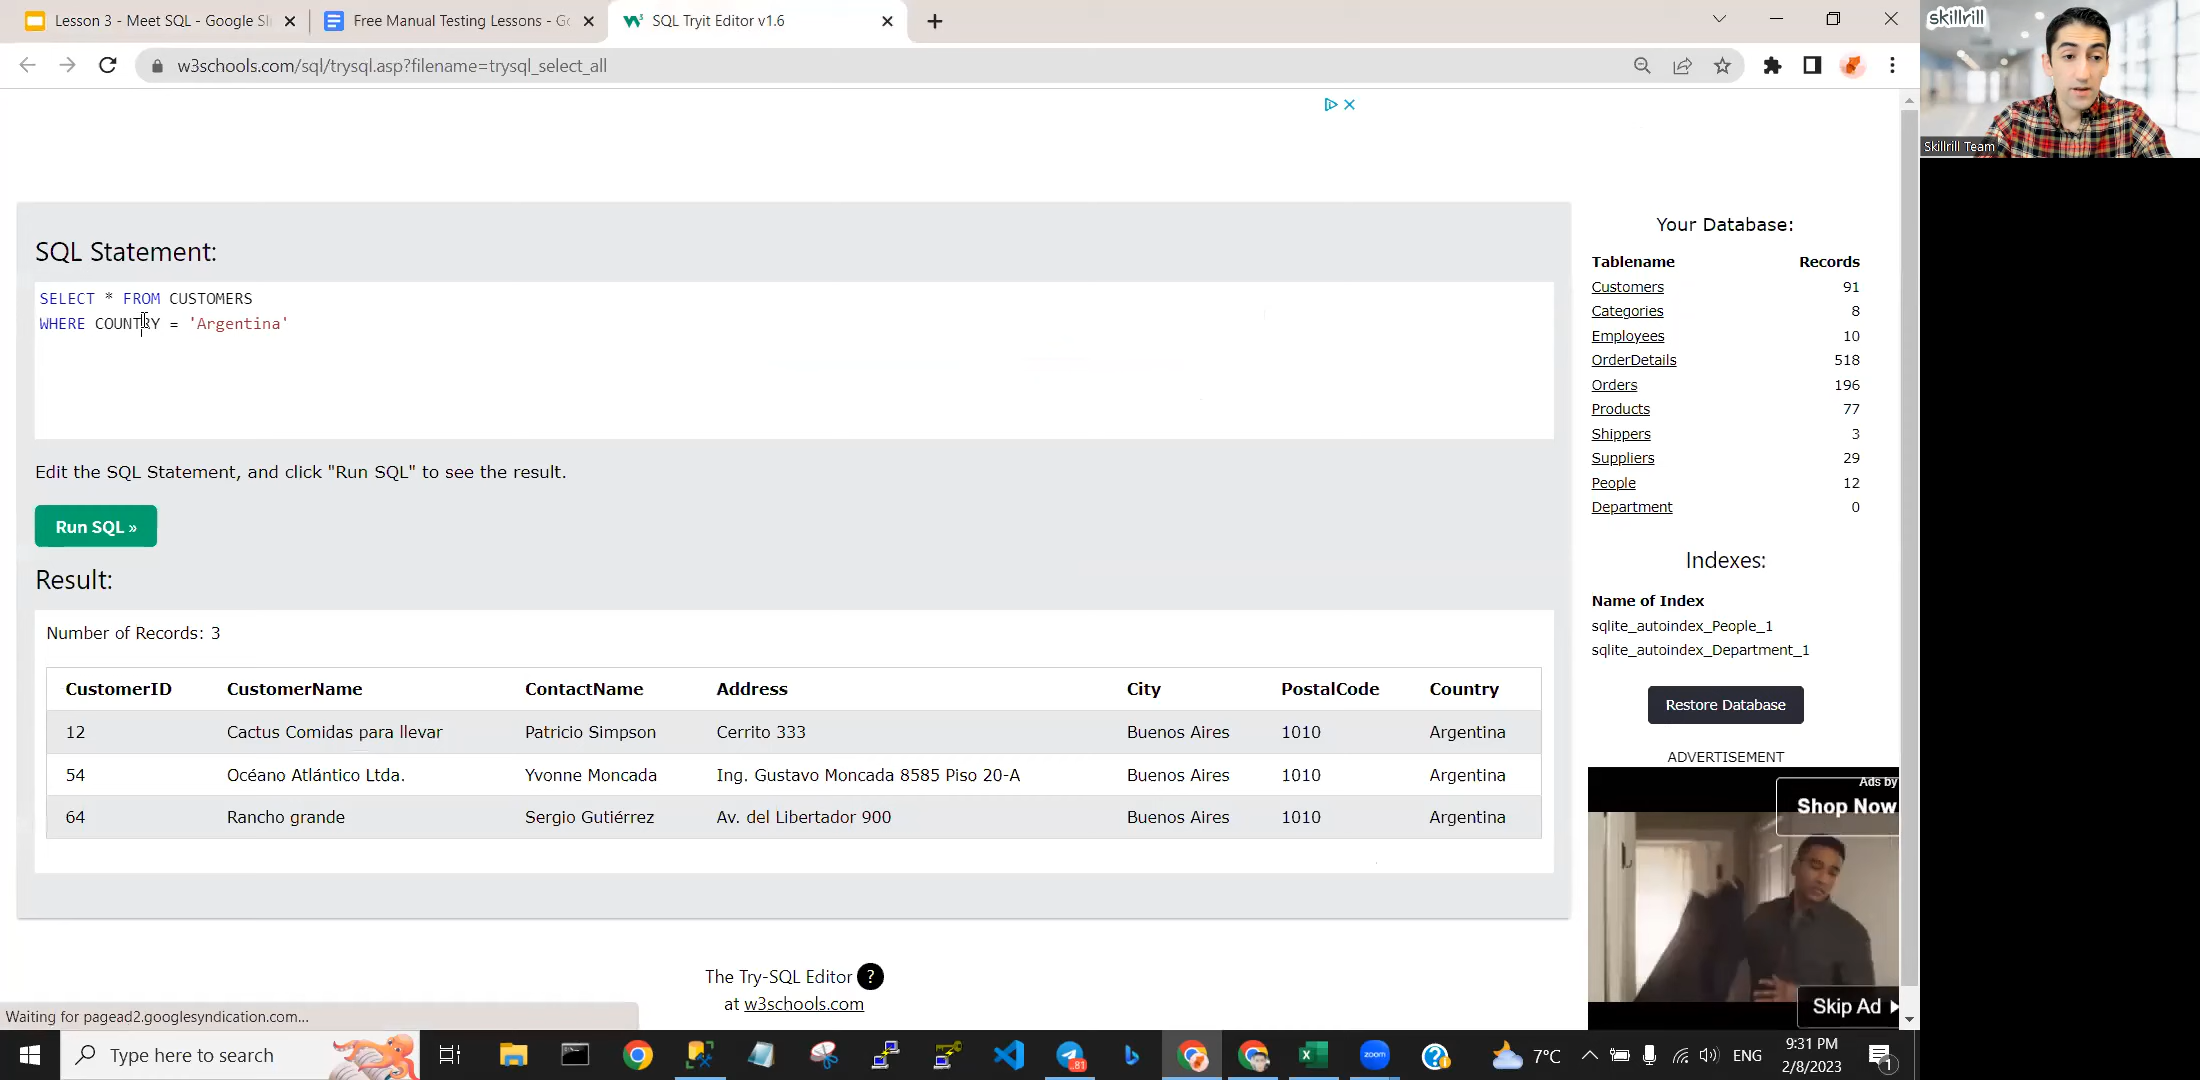 Lesson 3 - Meet SQL - Google Sli
Free Manual Testing Lessons - Go
SQL Tryit Editor v1.6
w3schools.com/sql/trysql.asp?filename=trysql_select_all
skillrill
Skillrill Team
SQL Statement:
SELECT * FROM CUSTOMERS
WHERE COUNTRY = 'Argentina'
Edit the SQL Statement, and click "Run SQL" to see the result.
Run SQL »
Result:
Number of Records: 3
CustomerID CustomerName ContactName Address City PostalCode Country
12 Cactus Comidas para llevar Patricio Simpson Cerrito 333 Buenos Aires 1010 Argentina
54 Océano Atlántico Ltda. Yvonne Moncada Ing. Gustavo Moncada 8585 Piso 20-A Buenos Aires 1010 Argentina
64 Rancho grande Sergio Gutiérrez Av. del Libertador 900 Buenos Aires 1010 Argentina
The Try-SQL Editor ?
at w3schools.com
Your Database:
Tablename Records
Customers 91
Categories 8
Employees 10
OrderDetails 518
Orders 196
Products 77
Shippers 3
Suppliers 29
People 12
Department 0
Indexes:
Name of Index
sqlite_autoindex_People_1
sqlite_autoindex_Department_1
Restore Database
ADVERTISEMENT
Ads by
Shop Now
Skip Ad
Waiting for pagead2.googlesyndication.com...
Type here to search
81
zoom
7°C
ENG
9:31 PM
2/8/2023
1